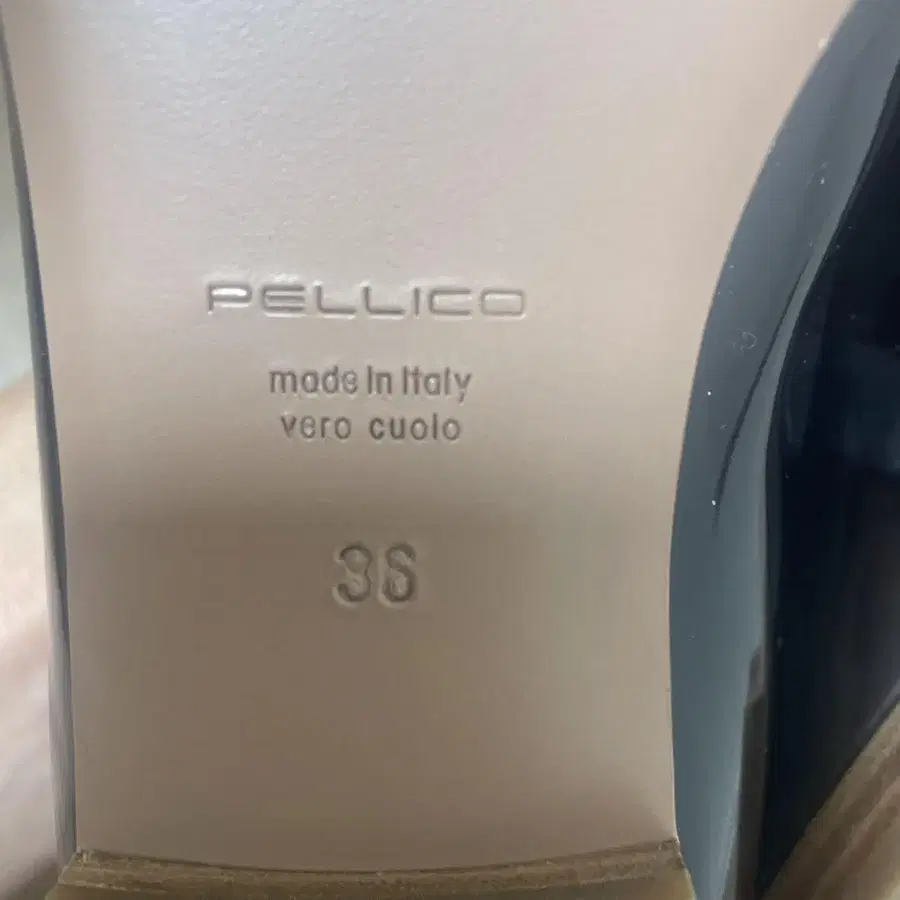 PELLICO
made in Italy
vero cuoio
36